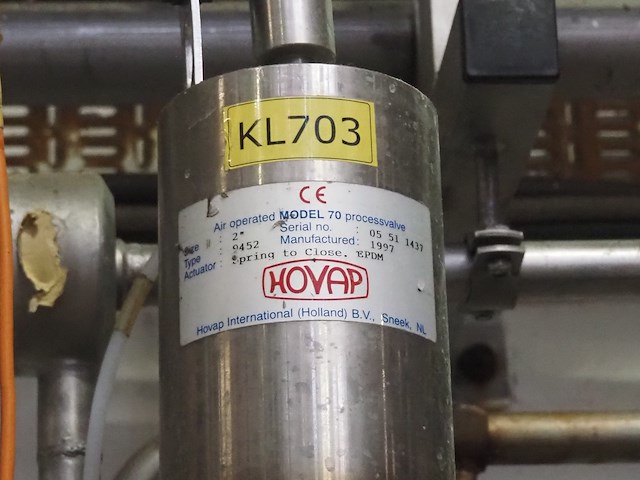 KL703
CE
Air operated MODEL 70 processvalve
Size : 2" Serial no. : 05 51 1437
Type : 0452 Manufactured: 1997
Actuator : Spring to Close. EPDM
HOVAP
Hovap International (Holland) B.V., Sneek, NL